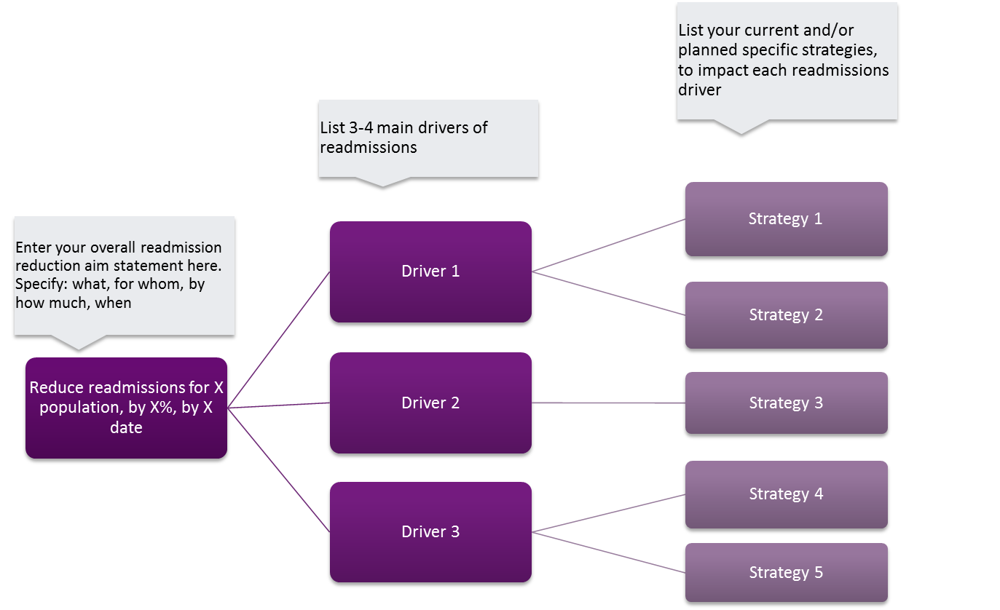 List your current and/or
planned specific strategies,
to impact each readmissions
driver
List 3-4 main drivers of
readmissions
Enter your overall readmission
reduction aim statement here.
Specify: what, for whom, by
how much, when
Reduce readmissions for X
population, by X%, by X
date
Driver 1
Driver 2
Driver 3
Strategy 1
Strategy 2
Strategy 3
Strategy 4
Strategy 5